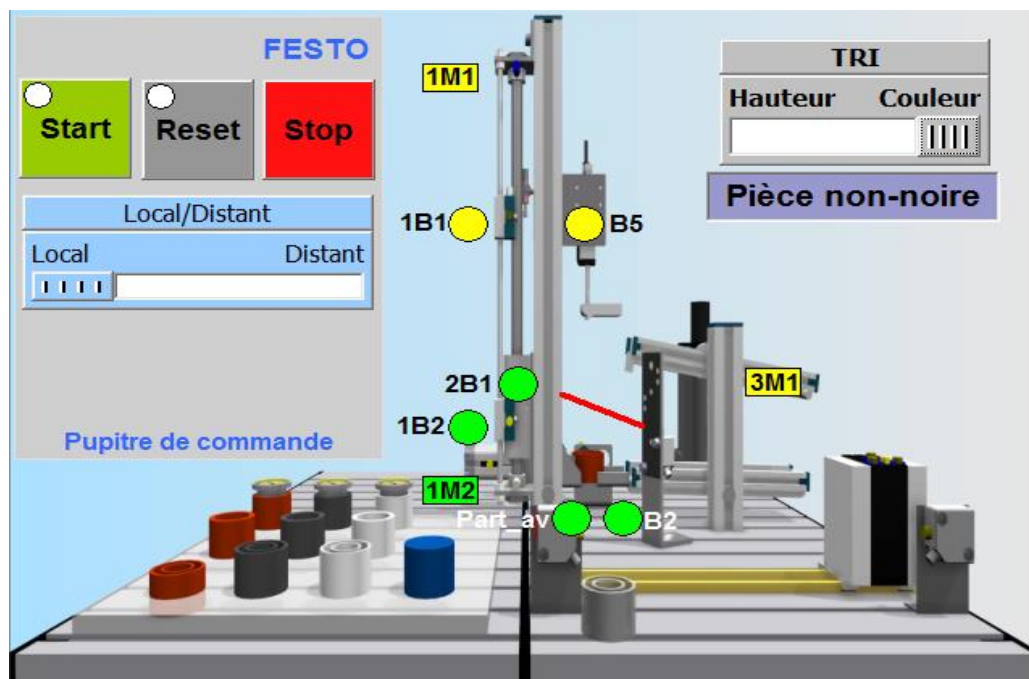 FESTO
Start
Reset
Stop
Local/Distant
Local Distant
Pupitre de commande
1M1
1B1
B5
2B1
1B2
1M2
Part_av
B2
3M1
TRI
Hauteur Couleur
Pièce non-noire